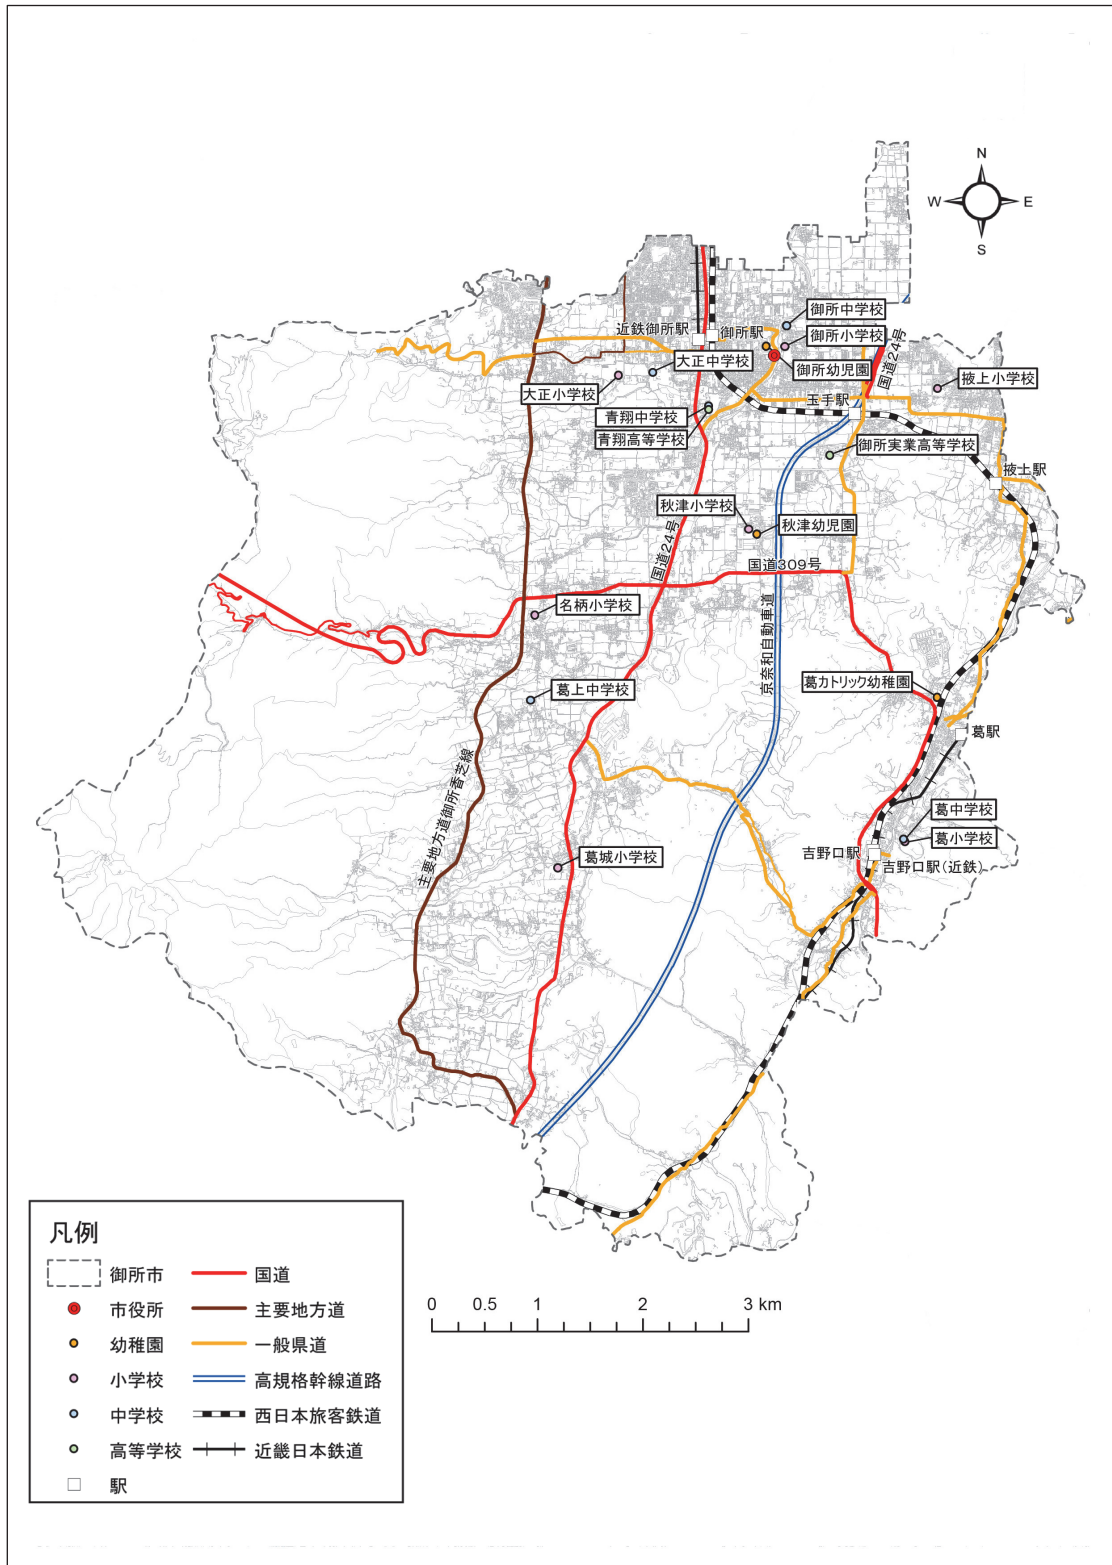 N
W
E
S
御所中学校
近鉄御所駅
御所駅
御所小学校
国道24号
大正中学校
御所幼児園
掖上小学校
大正小学校
玉手駅
青翔中学校
青翔高等学校
御所実業高等学校
掖上駅
秋津小学校
秋津幼児園
国道24号
国道309号
名柄小学校
京奈和自動車道
葛カトリック幼稚園
葛上中学校
葛駅
主要地方道御所香芝線
葛中学校
葛小学校
吉野口駅
葛城小学校
吉野口駅(近鉄)
凡例
御所市
国道
市役所
主要地方道
幼稚園
一般県道
小学校
高規格幹線道路
中学校
西日本旅客鉄道
高等学校
近畿日本鉄道
駅
0 0.5 1 2 3 km